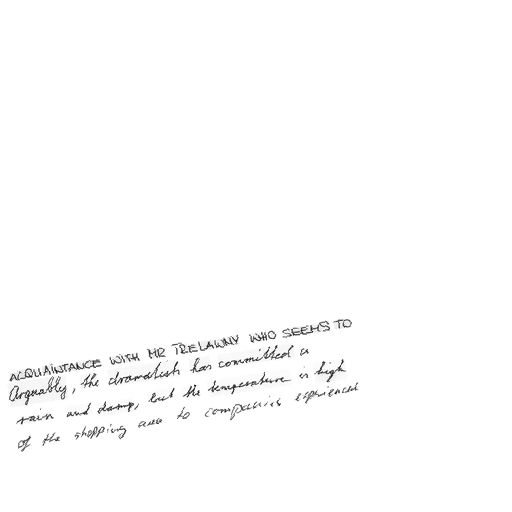 ACQUAINTANCE WITH MR TRELAWNY WHO SEEMS TO
Arguably, the dramatist has committed a
rain and damp, but the temperature is high
of the shopping area to companies expriences